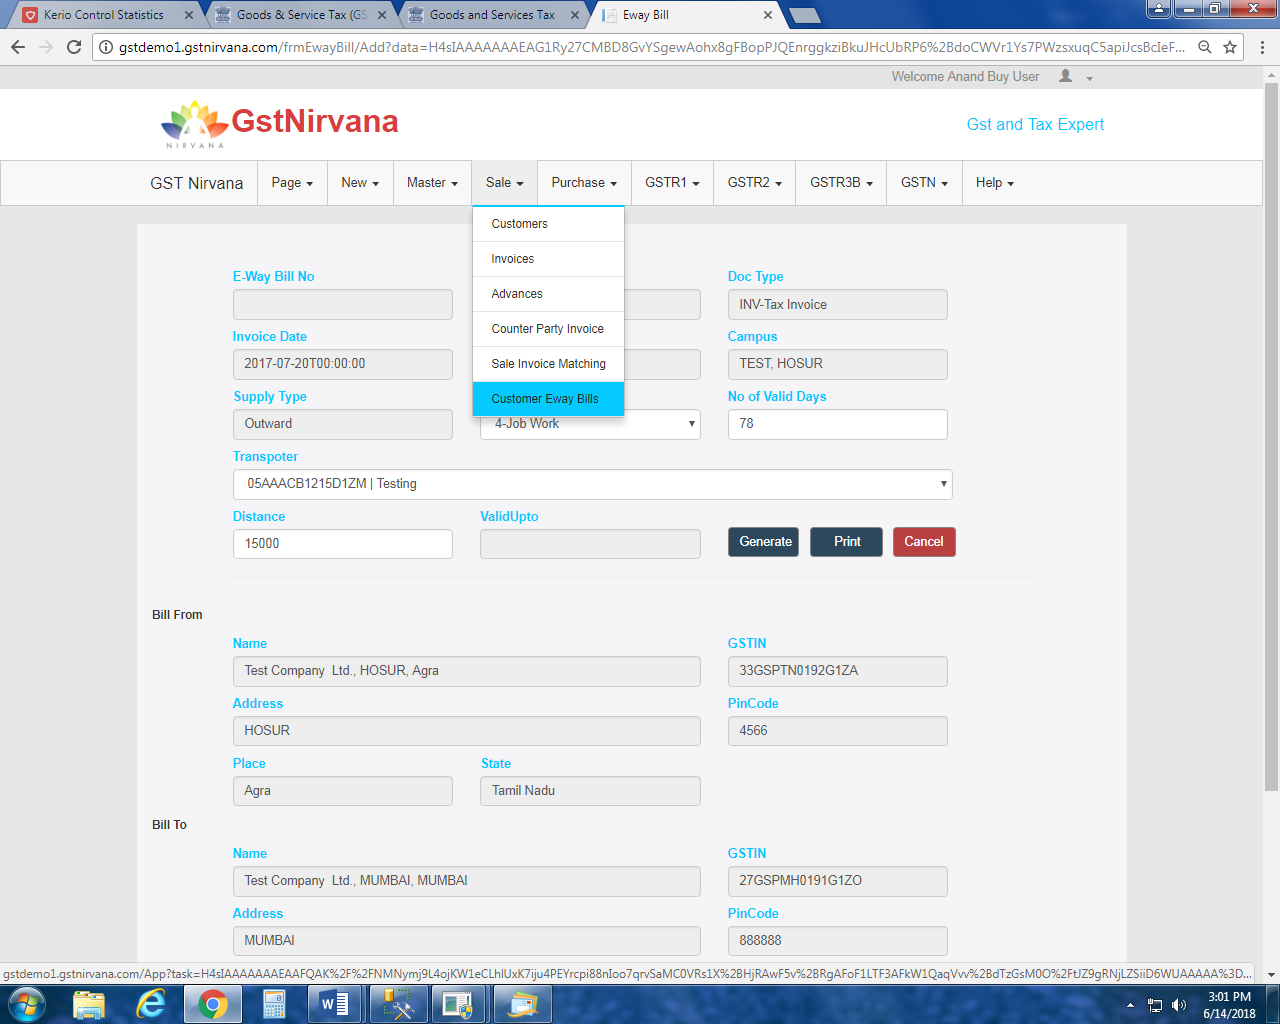 Kerio Control Statistics
Goods & Service Tax (GS
Goods and Services Tax
Eway Bill
gstdemo1.gstnirvana.com/frmEwayBill/Add?data=H4sIAAAAAAAEAG1Ry27CMBD8GvYSgewAohx8gFBopPJQEnrggkziBkuJHcUbRP6%2BdoCWVr1Ys7PWzsxuqC5apiJcsBcIeF...
Welcome Anand Buy User
GstNirvana
NIRVANA
Gst and Tax Expert
GST Nirvana Page New Master Sale Purchase GSTR1 GSTR2 GSTR3B GSTN Help
Customers
Invoices
Advances
Counter Party Invoice
Sale Invoice Matching
Customer Eway Bills
E-Way Bill No Doc Type
INV-Tax Invoice
Invoice Date Campus
2017-07-20T00:00:00 TEST, HOSUR
Supply Type No of Valid Days
Outward 4-Job Work 78
Transpoter
05AAACB1215D1ZM | Testing
Distance ValidUpto
15000 Generate Print Cancel
Bill From
Name GSTIN
Test Company Ltd., HOSUR, Agra 33GSPTN0192G1ZA
Address PinCode
HOSUR 4566
Place State
Agra Tamil Nadu
Bill To
Name GSTIN
Test Company Ltd., MUMBAI, MUMBAI 27GSPMH0191G1ZO
Address PinCode
MUMBAI 888888
gstdemo1.gstnirvana.com/App?task=H4sIAAAAAAAEAAFQAK%2F%2FNMNymj9L4ojKW1eCLhlUxK7iju4PEYrcpi88nIoo7qrvSaMC0VRs1X%2BHjRAwF5v%2BRgAFoF1LTF3AFkW1QaqVvv%2BdTzGsM0O%2FtJZ9gRNjLZSiiD6WUAAAAA%3D...
3:01 PM
6/14/2018